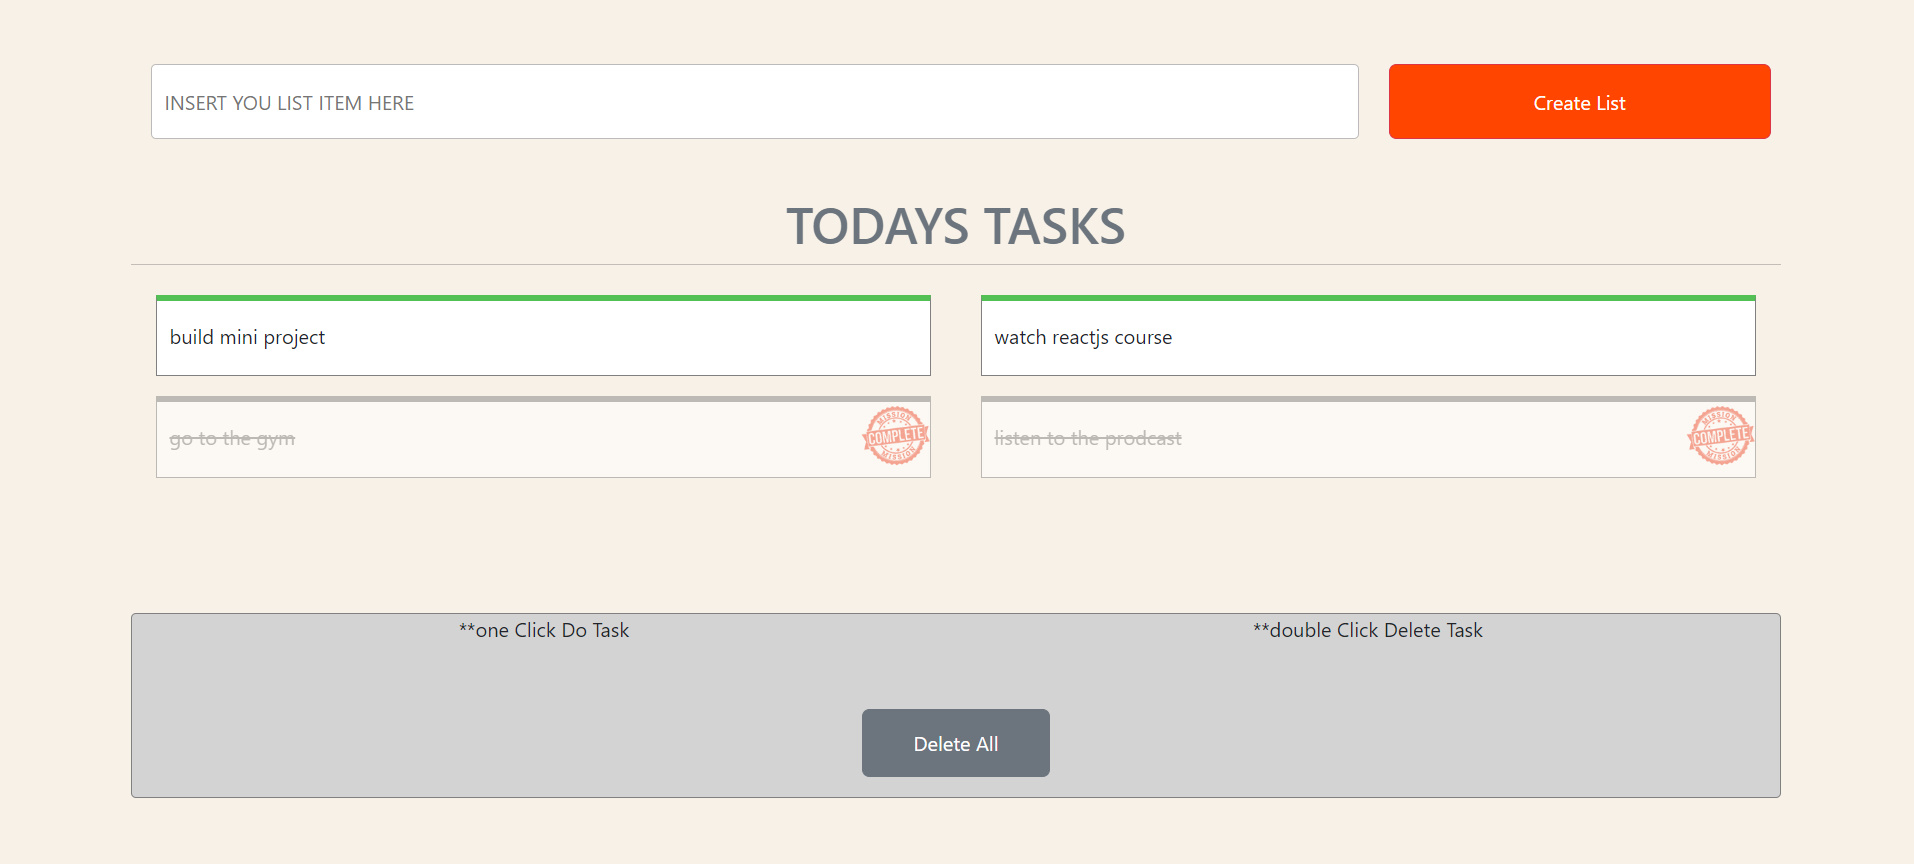 INSERT YOU LIST ITEM HERE
Create List
TODAYS TASKS
build mini project
watch reactjs course
go to the gym
MISSION
COMPLETE
MISSION
listen to the prodcast
MISSION
COMPLETE
MISSION
**one Click Do Task
**double Click Delete Task
Delete All